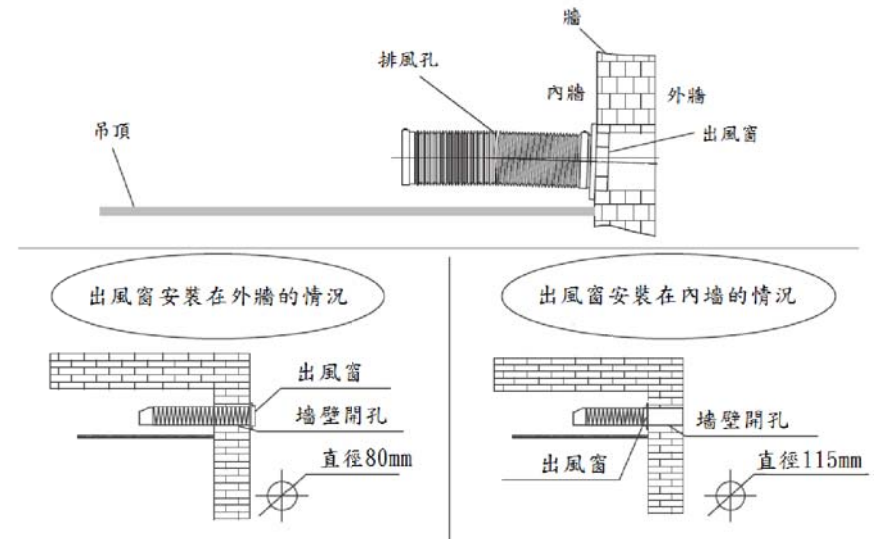 牆
排風孔
內牆
外牆
出風窗
吊頂
出風窗安裝在外牆的情況
出風窗
墻壁開孔
直徑80mm
出風窗安裝在內墙的情況
墻壁開孔
出風窗
直徑115mm